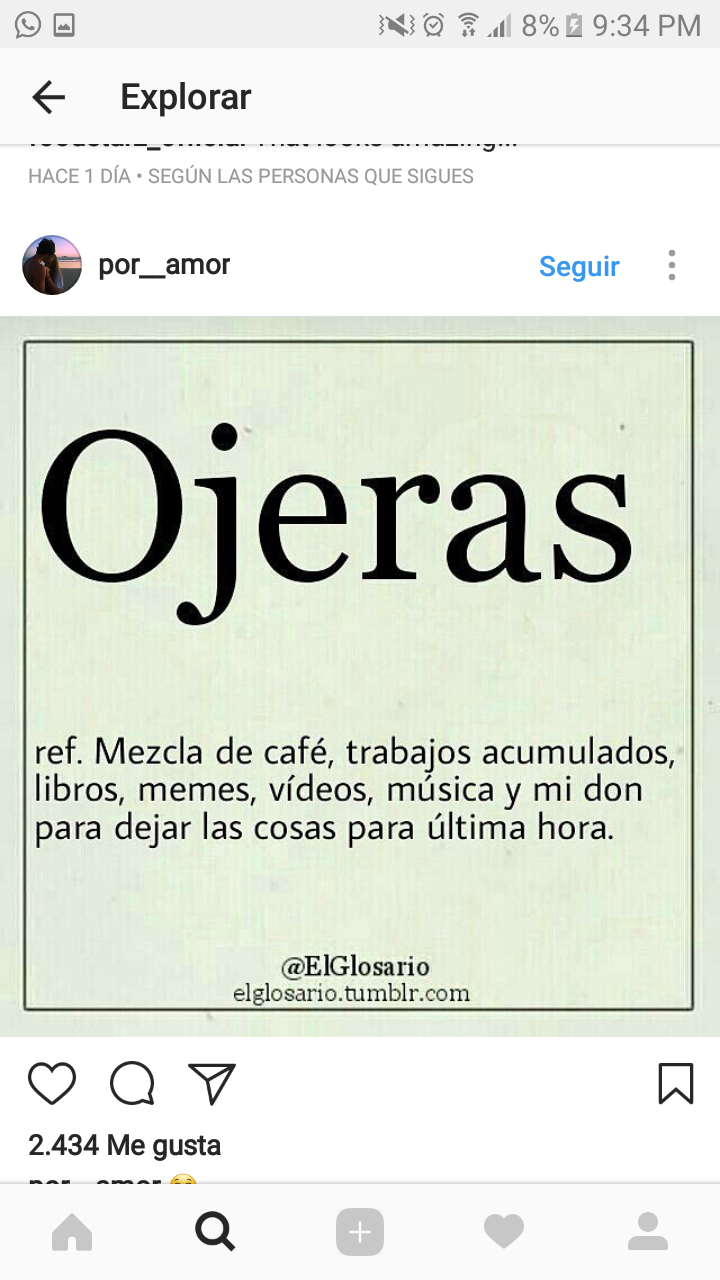 8% 9:34 PM
Explorar
HACE 1 DÍA • SEGÚN LAS PERSONAS QUE SIGUES
por__amor
Seguir
Ojeras
ref. Mezcla de café, trabajos acumulados,
libros, memes, vídeos, música y mi don
para dejar las cosas para última hora.
@ElGlosario
elglosario.tumblr.com
2.434 Me gusta
por__amor